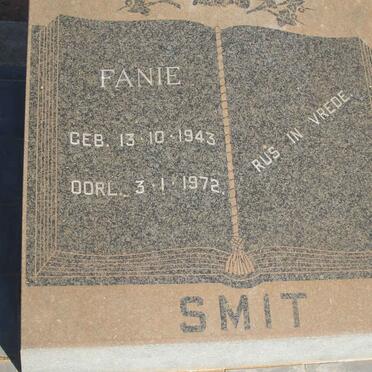 FANIE
GEB. 13·10·1943
OORL. 3·1·1972.
RUS IN VREDE.
SMIT